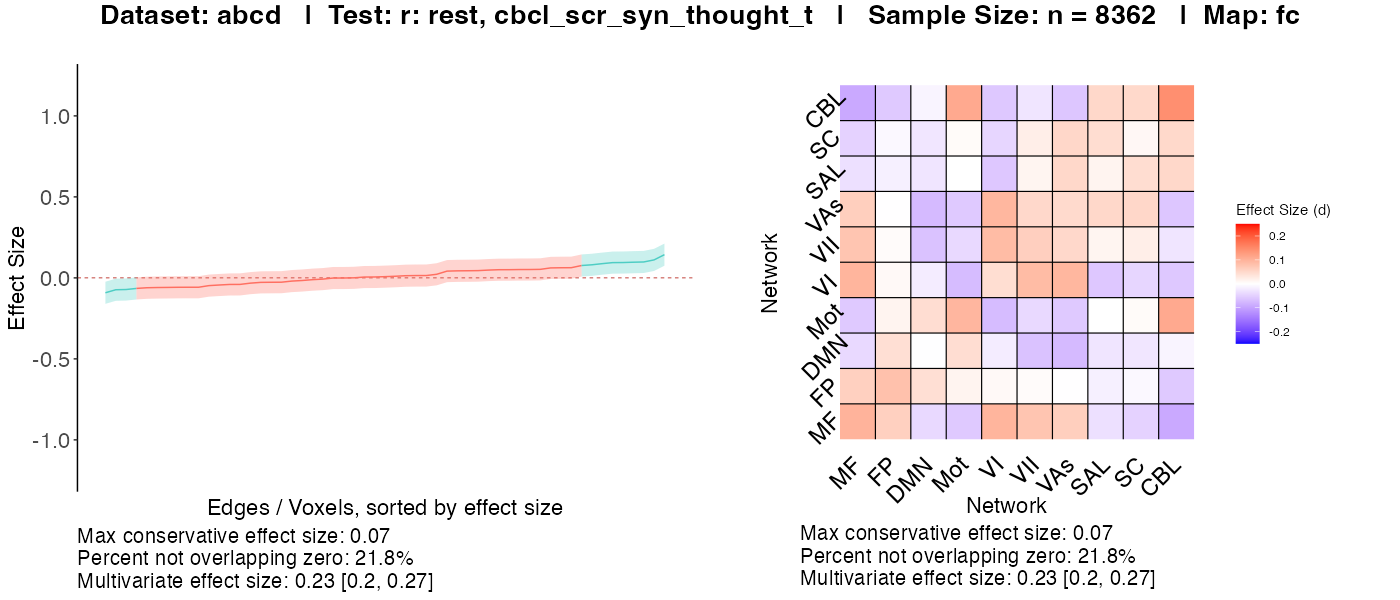 Dataset: abcd | Test: r: rest, cbcl_scr_syn_thought_t | Sample Size: n = 8362 | Map: fc
Effect Size
1.0
0.5
0.0
-0.5
-1.0
Edges / Voxels, sorted by effect size
Max conservative effect size: 0.07
Percent not overlapping zero: 21.8%
Multivariate effect size: 0.23 [0.2, 0.27]
Network
CBL
SC
SAL
VAs
VII
VI
Mot
DMN
FP
MF
MF FP DMN Mot VI VII VAs SAL SC CBL
Network
Max conservative effect size: 0.07
Percent not overlapping zero: 21.8%
Multivariate effect size: 0.23 [0.2, 0.27]
Effect Size (d)
0.2
0.1
0.0
-0.1
-0.2